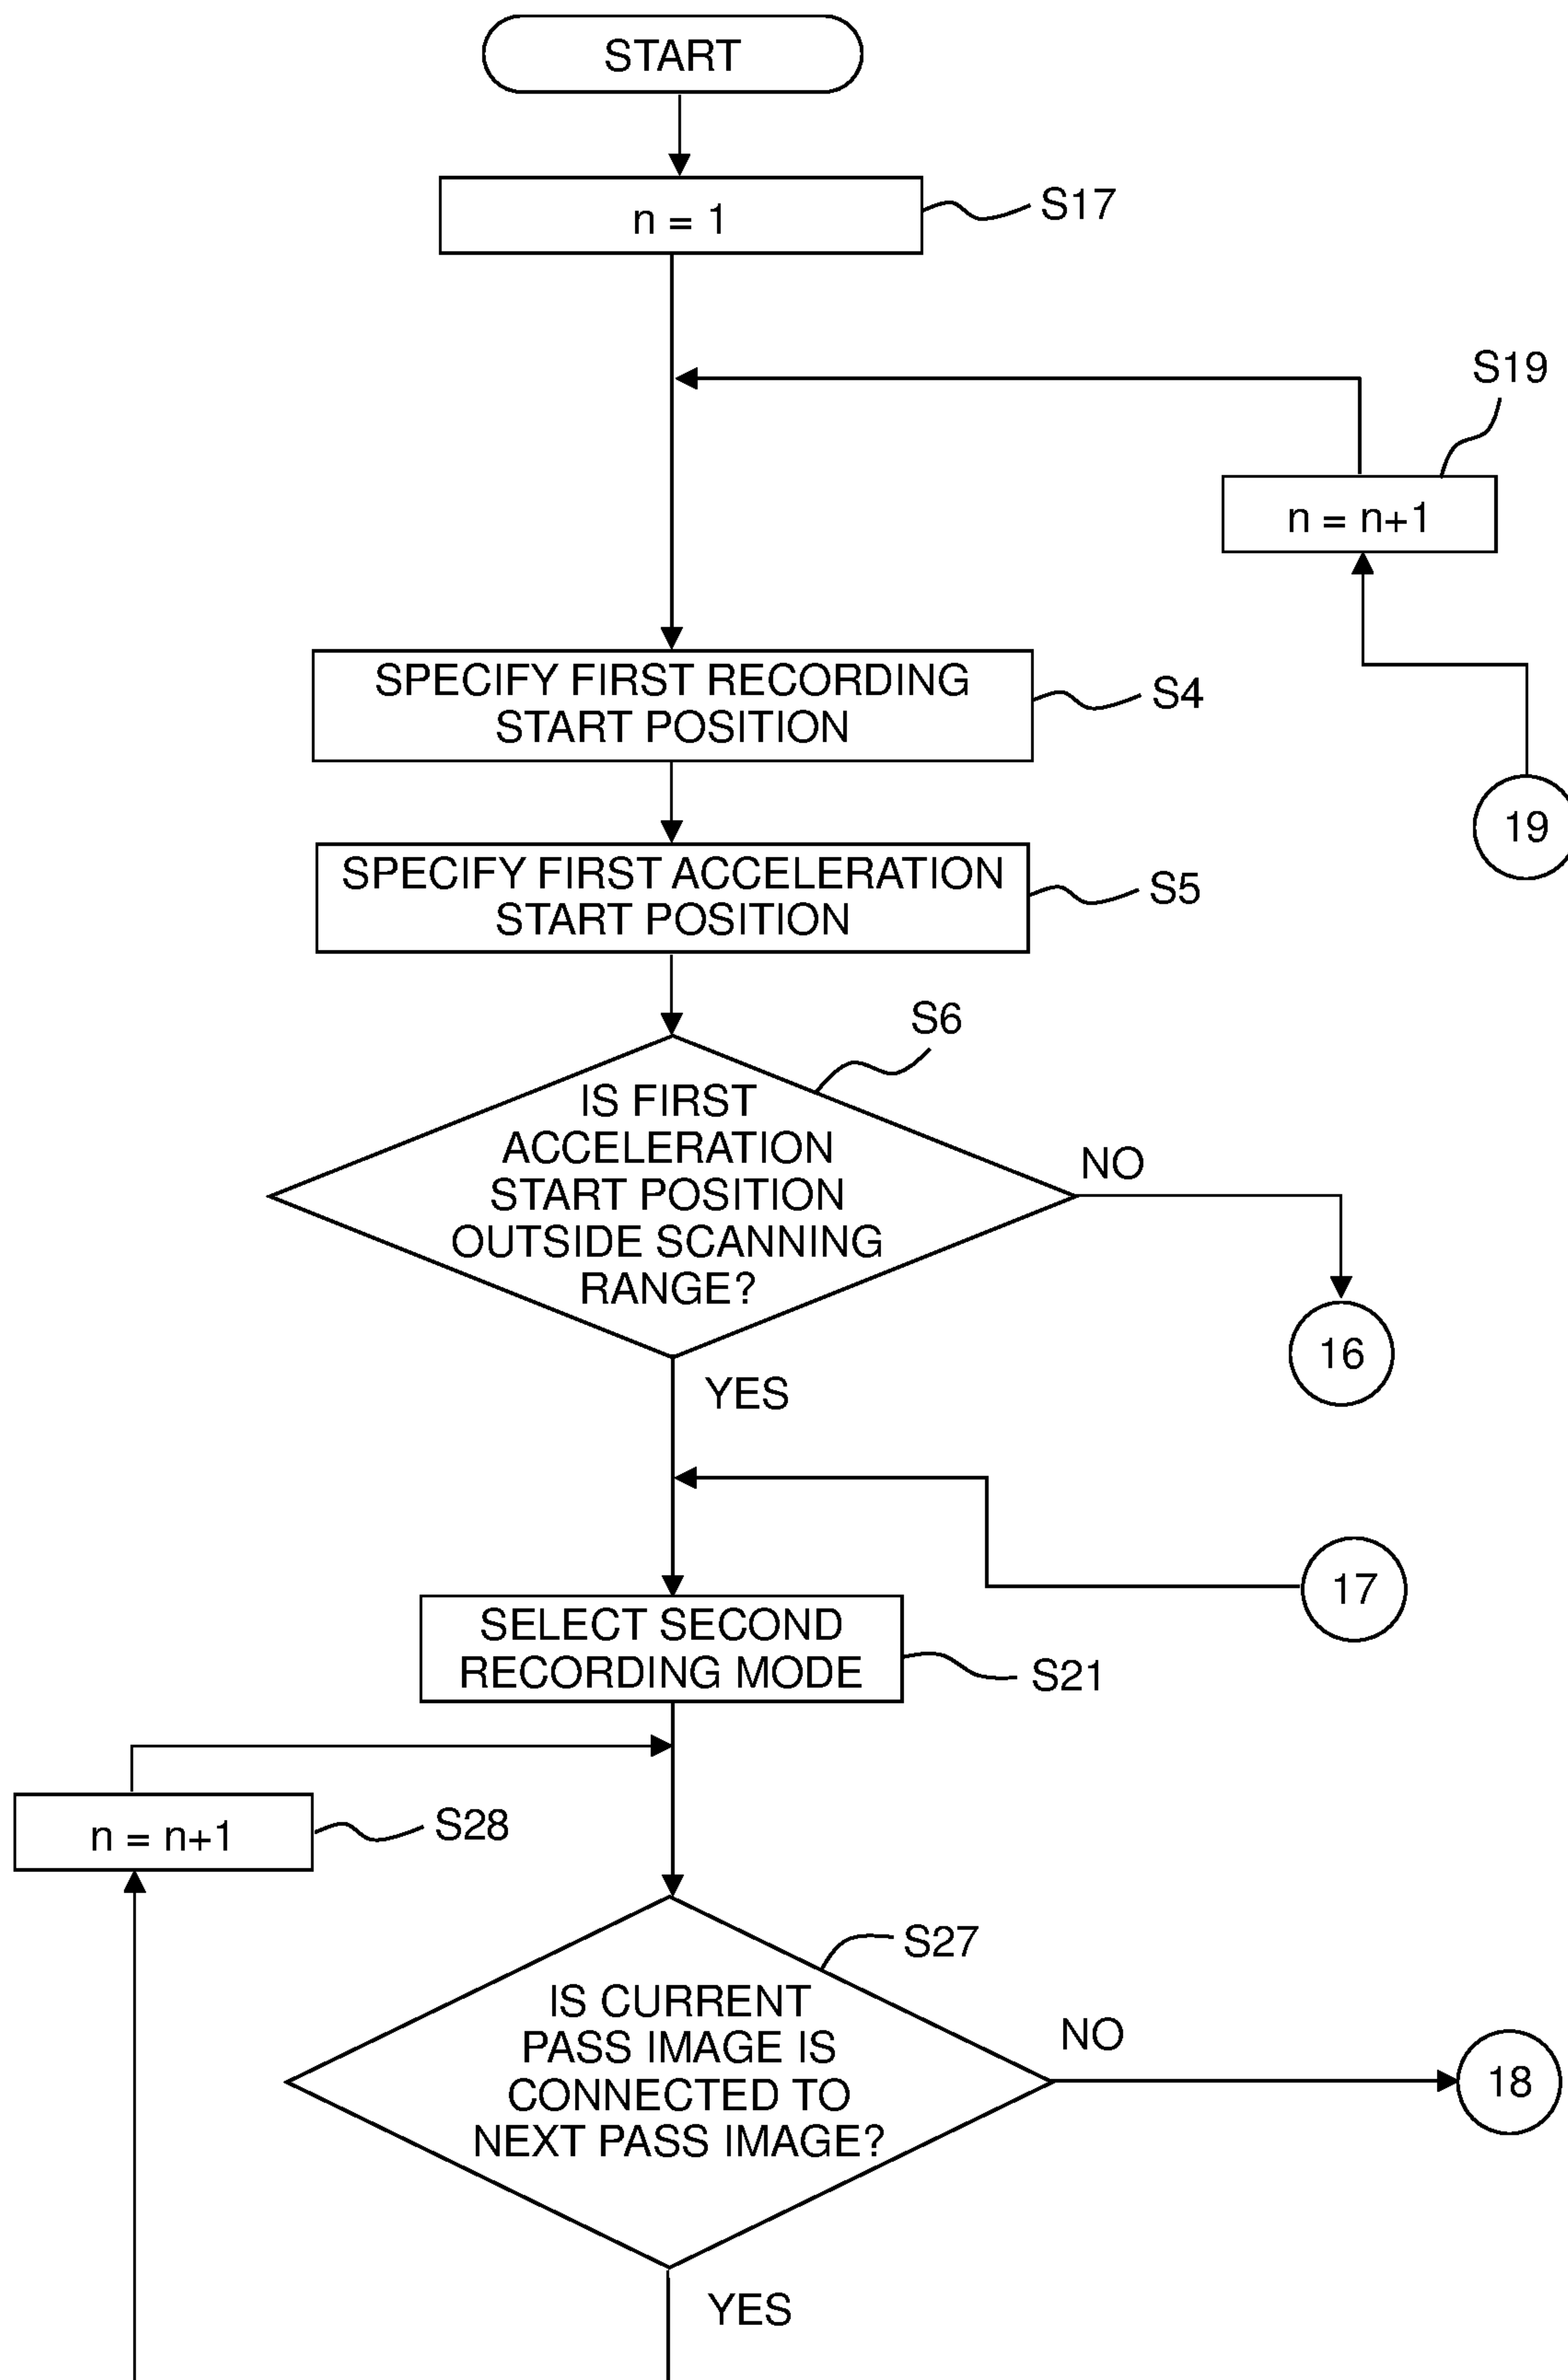 START
n = 1
S17
S19
n = n+1
SPECIFY FIRST RECORDING
START POSITION
S4
19
SPECIFY FIRST ACCELERATION
START POSITION
S5
S6
IS FIRST
ACCELERATION
START POSITION
OUTSIDE SCANNING
RANGE?
NO
16
YES
17
SELECT SECOND
RECORDING MODE
S21
n = n+1
S28
S27
IS CURRENT
PASS IMAGE IS
CONNECTED TO
NEXT PASS IMAGE?
NO
18
YES